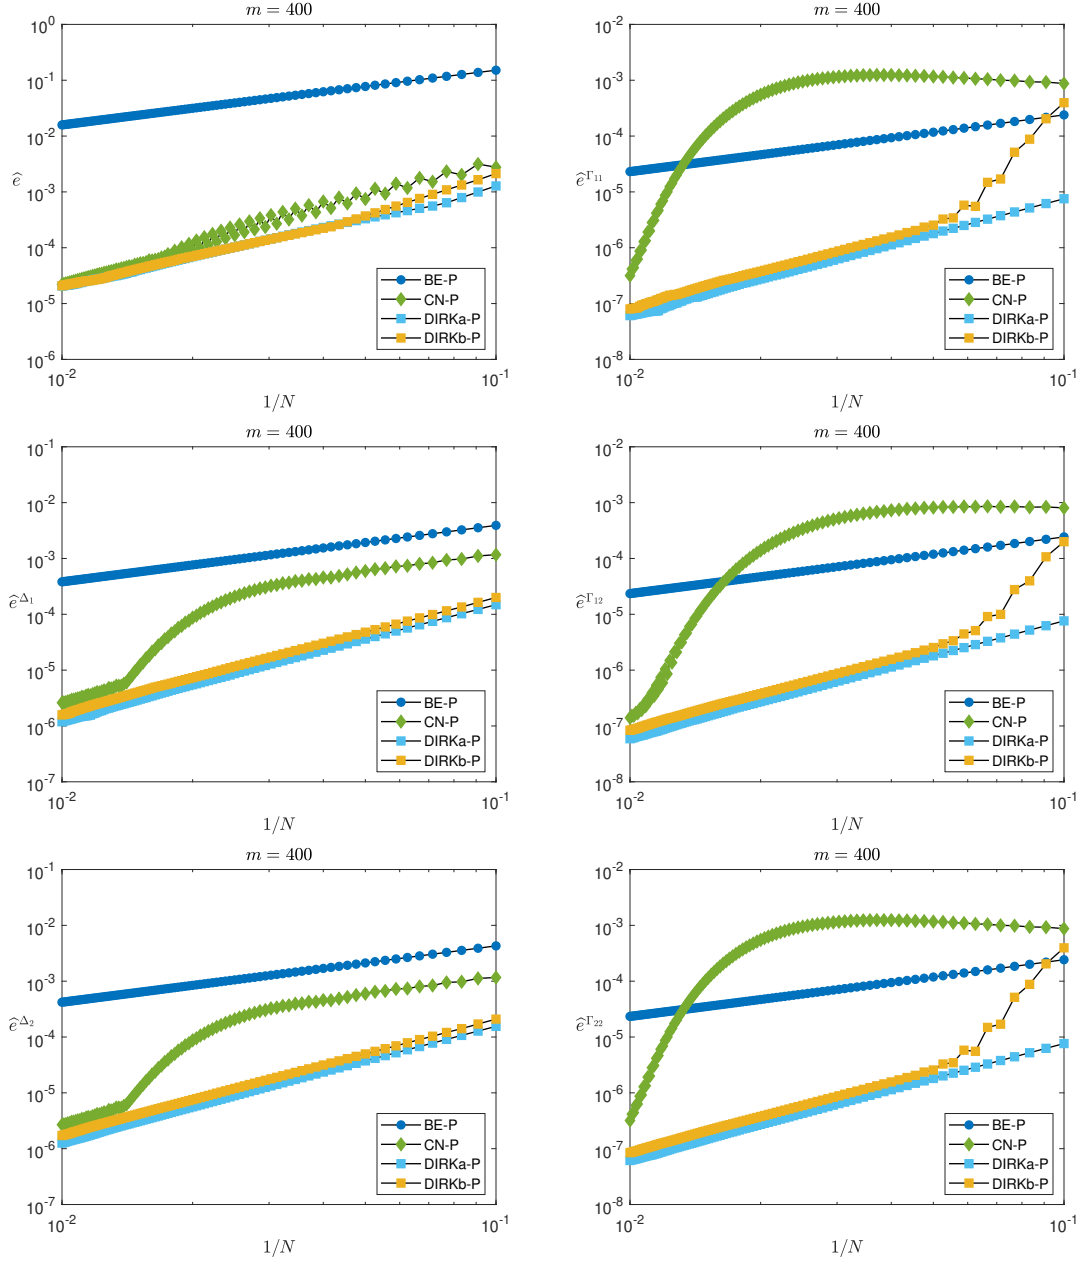 m = 400
10^0
10^-1
10^-2
10^-3
10^-4
10^-5
10^-6
ê
BE-P
CN-P
DIRKa-P
DIRKb-P
10^-2
10^-1
1/N
m = 400
10^-2
10^-3
10^-4
10^-5
10^-6
10^-7
10^-8
ê^Γ₁₁
BE-P
CN-P
DIRKa-P
DIRKb-P
10^-2
10^-1
1/N
m = 400
10^-1
10^-2
10^-3
10^-4
10^-5
10^-6
10^-7
ê^Δ₁
BE-P
CN-P
DIRKa-P
DIRKb-P
10^-2
10^-1
1/N
m = 400
10^-2
10^-3
10^-4
10^-5
10^-6
10^-7
10^-8
ê^Γ₁₂
BE-P
CN-P
DIRKa-P
DIRKb-P
10^-2
10^-1
1/N
m = 400
10^-1
10^-2
10^-3
10^-4
10^-5
10^-6
10^-7
ê^Δ₂
BE-P
CN-P
DIRKa-P
DIRKb-P
10^-2
10^-1
1/N
m = 400
10^-2
10^-3
10^-4
10^-5
10^-6
10^-7
10^-8
ê^Γ₂₂
BE-P
CN-P
DIRKa-P
DIRKb-P
10^-2
10^-1
1/N